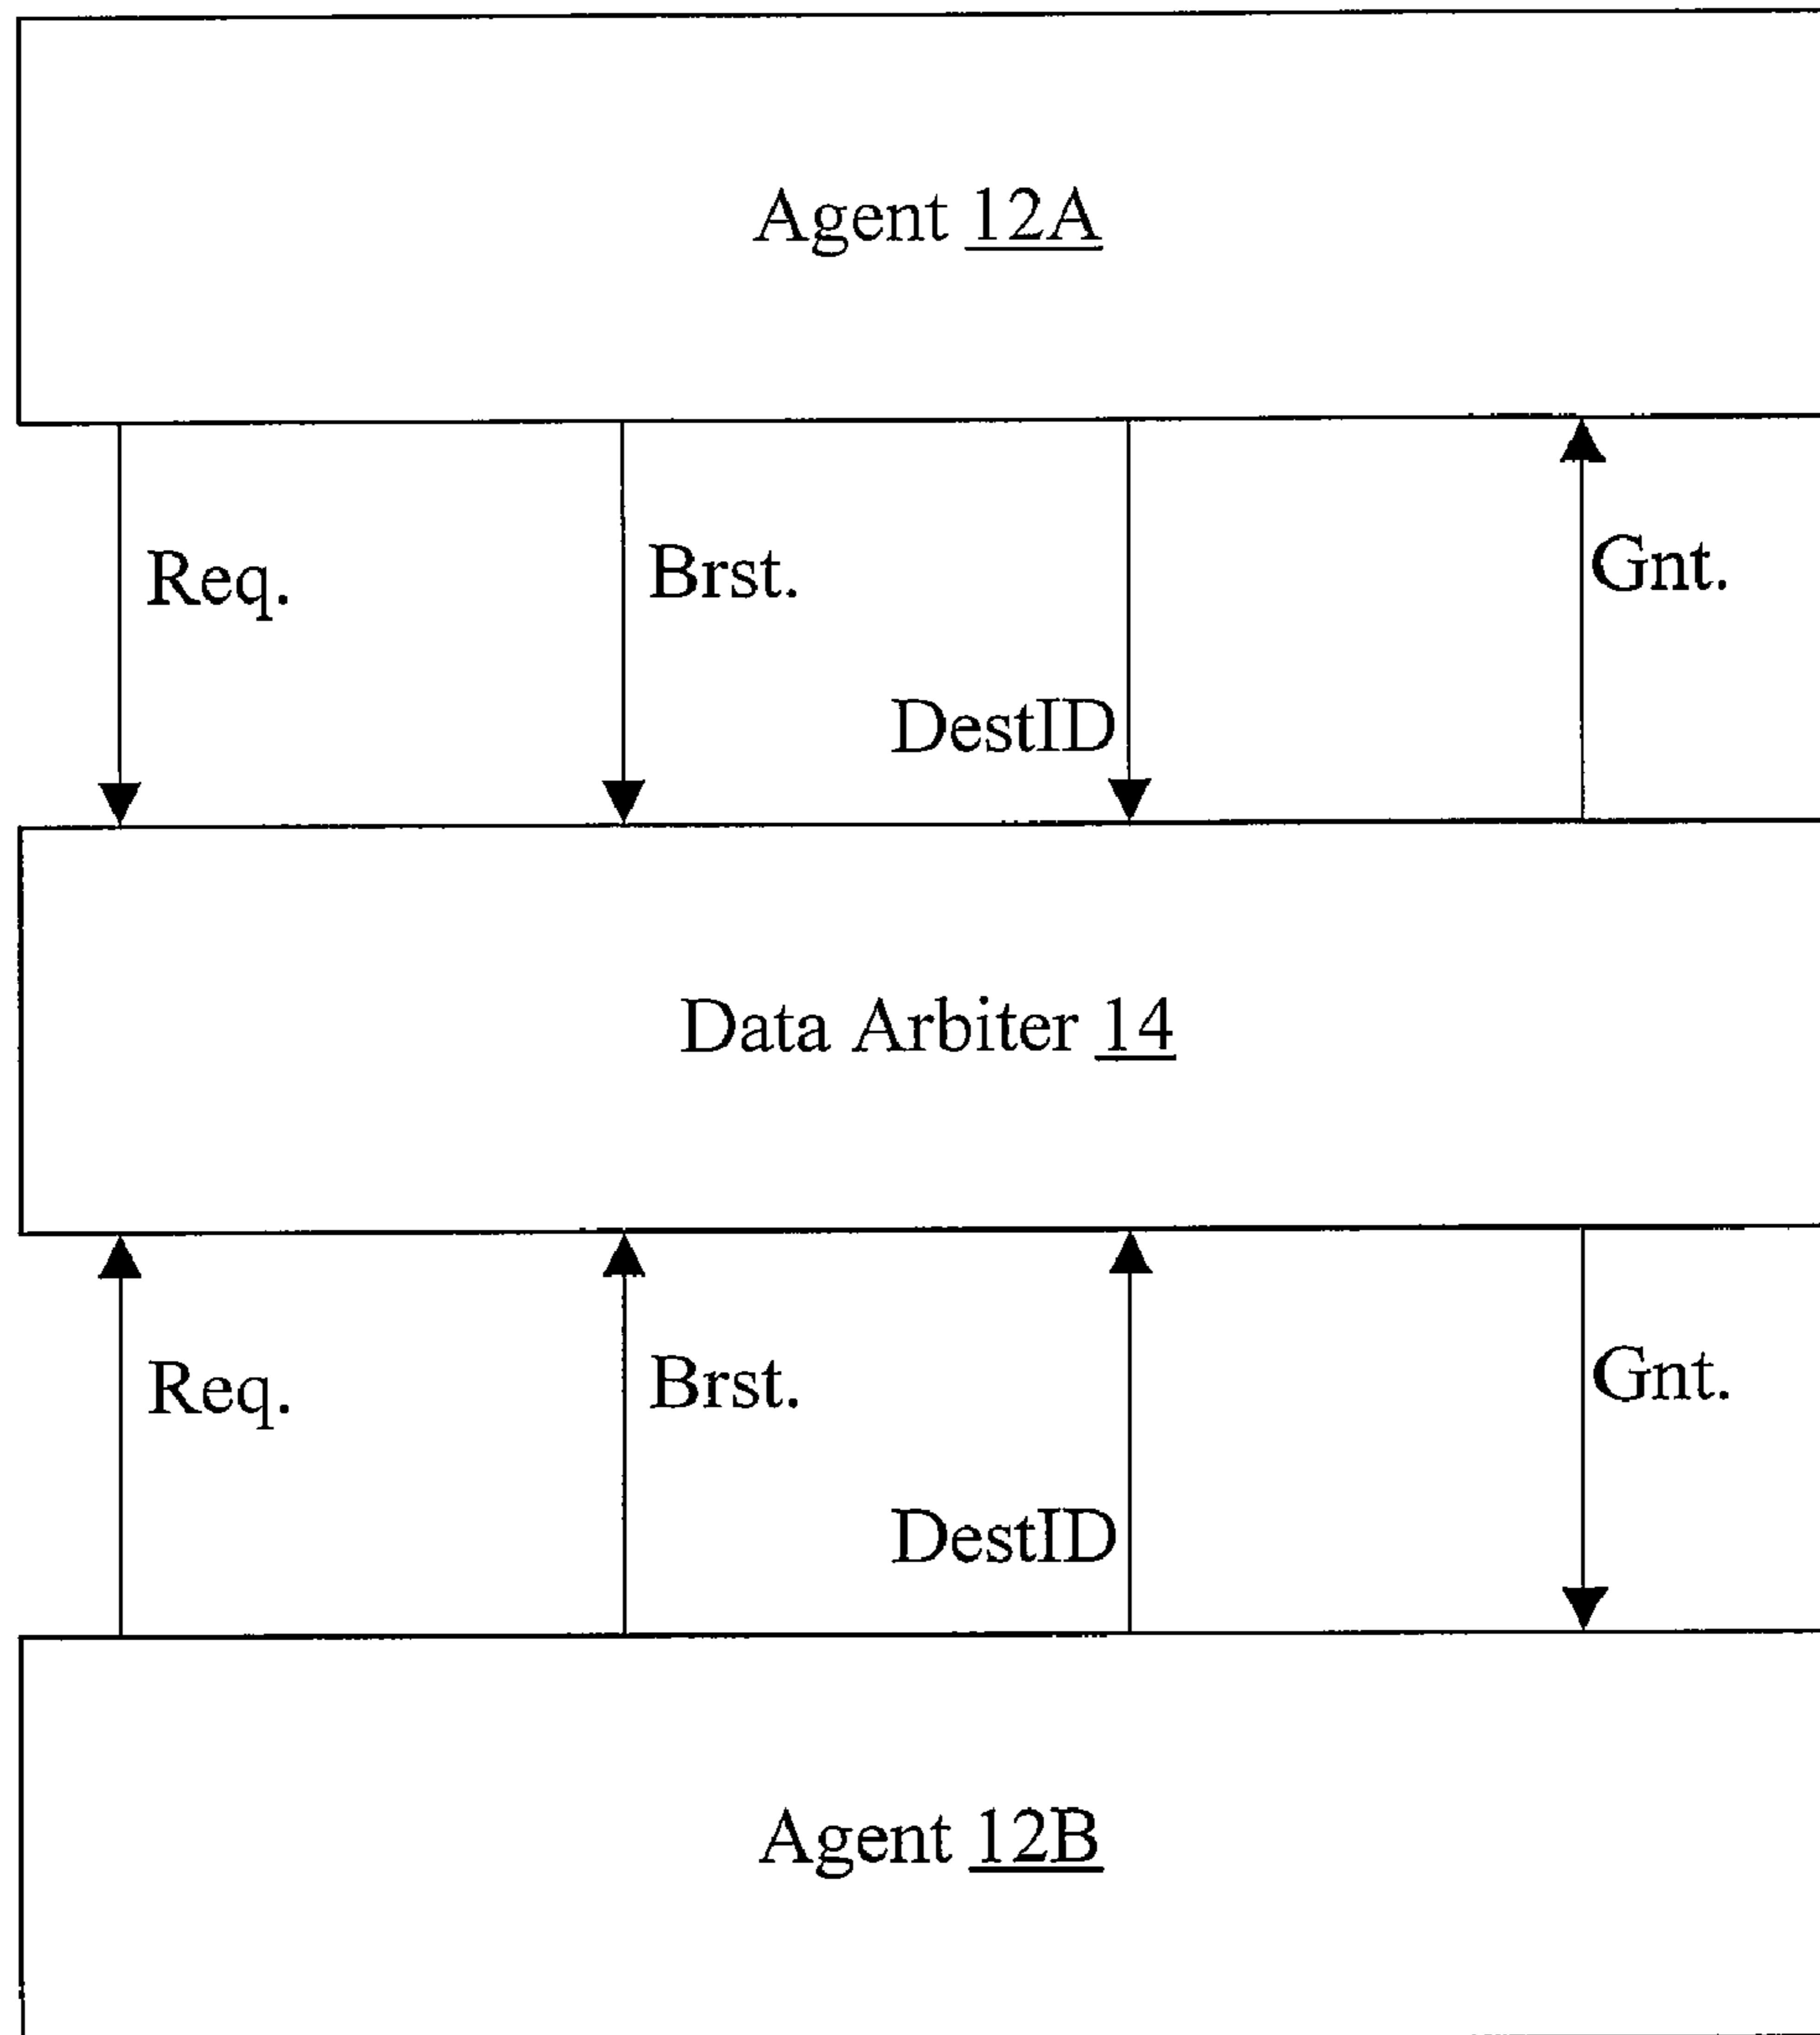 Agent 12A
Req.
Brst.
Gnt.
DestID
Data Arbiter 14
Req.
Brst.
Gnt.
DestID
Agent 12B